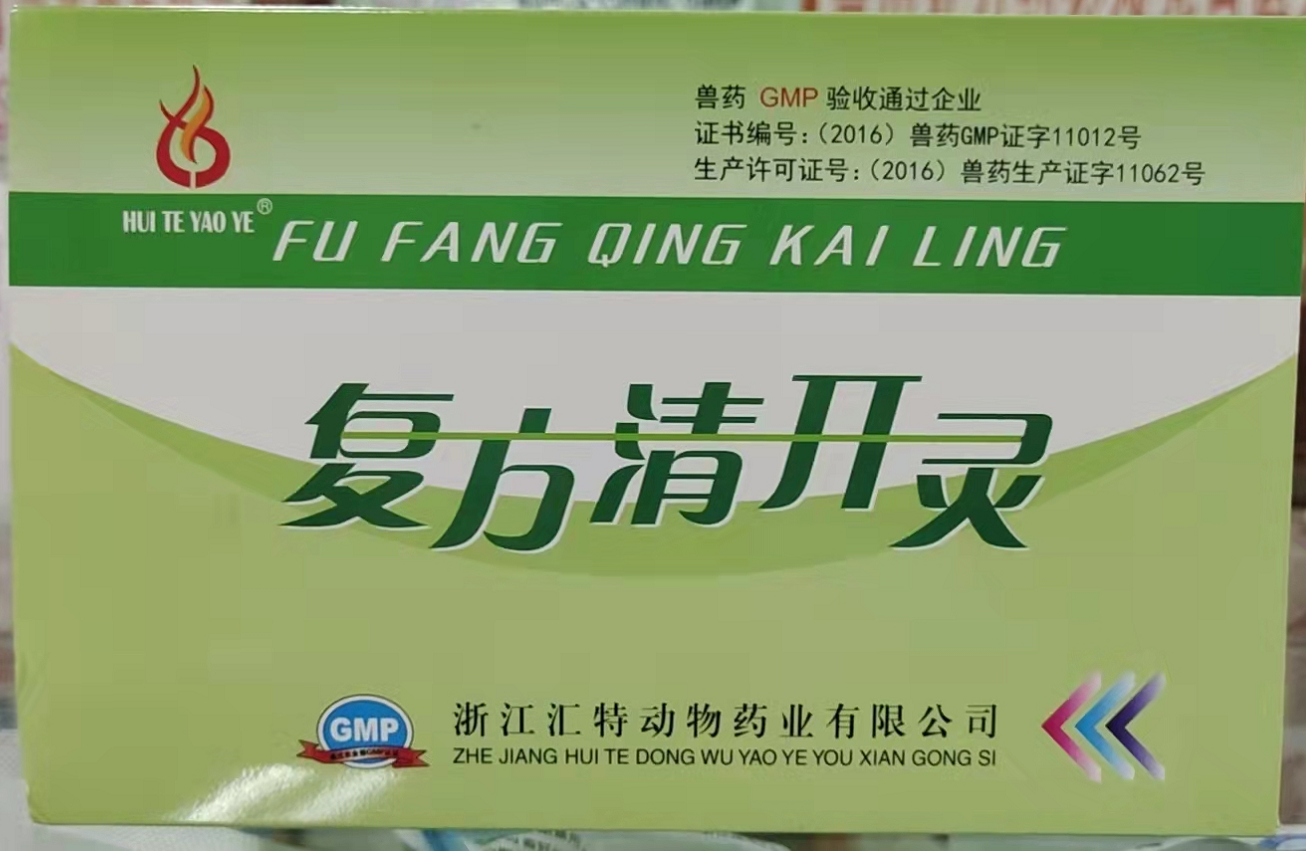 兽药 GMP 验收通过企业
证书编号:（2016）兽药GMP证字11012号
生产许可证号:（2016）兽药生产证字11062号
HUI TE YAO YE®
FU FANG QING KAI LING
复方清开灵
GMP
浙江汇特动物药业有限公司
ZHE JIANG HUI TE DONG WU YAO YE YOU XIAN GONG SI